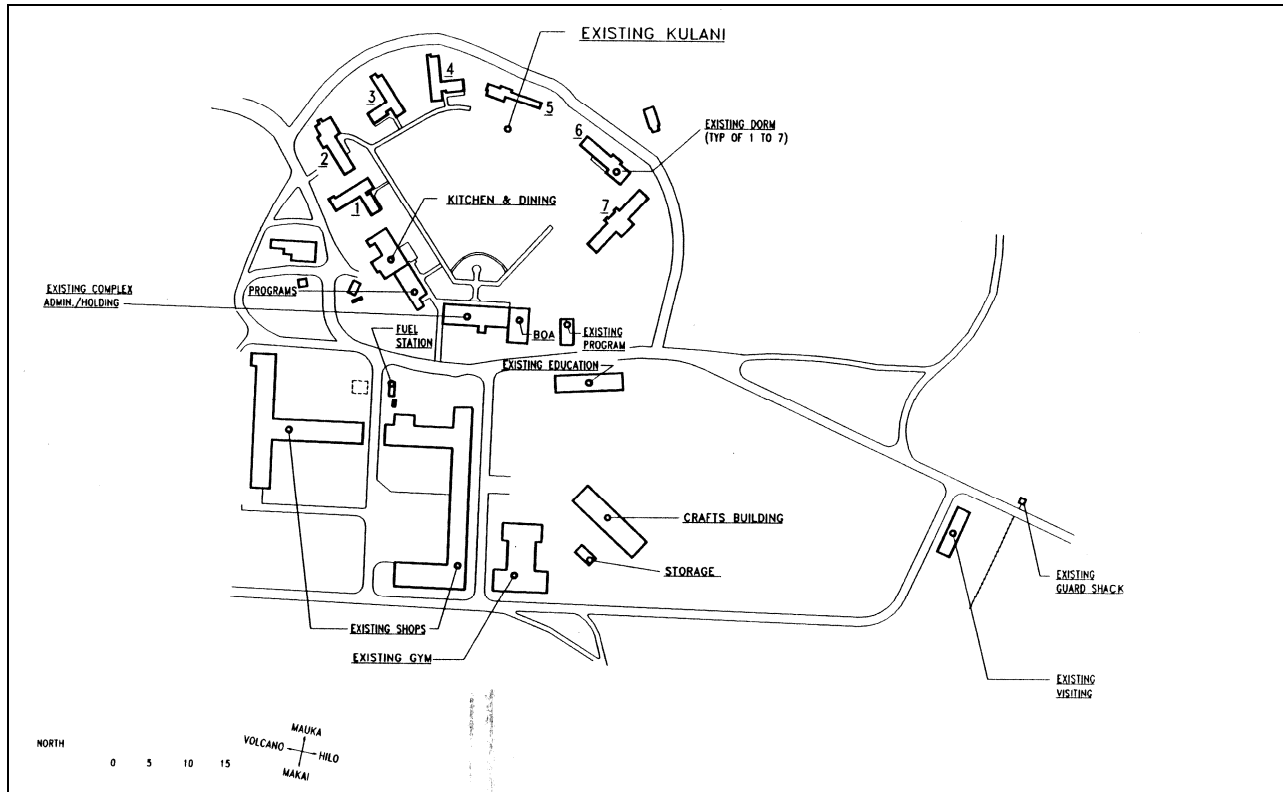 EXISTING KULANI
4
3
5
6
EXISTING DORM
(TYP OF 1 TO 7)
2
1
KITCHEN & DINING
7
EXISTING COMPLEX
ADMIN./HOLDING
PROGRAMS
FUEL
STATION
BOA
EXISTING
PROGRAM
EXISTING EDUCATION
CRAFTS BUILDING
STORAGE
EXISTING
GUARD SHACK
EXISTING SHOPS
EXISTING GYM
EXISTING
VISITING
NORTH
MAUKA
VOLCANO
HILO
MAKAI
0 5 10 15